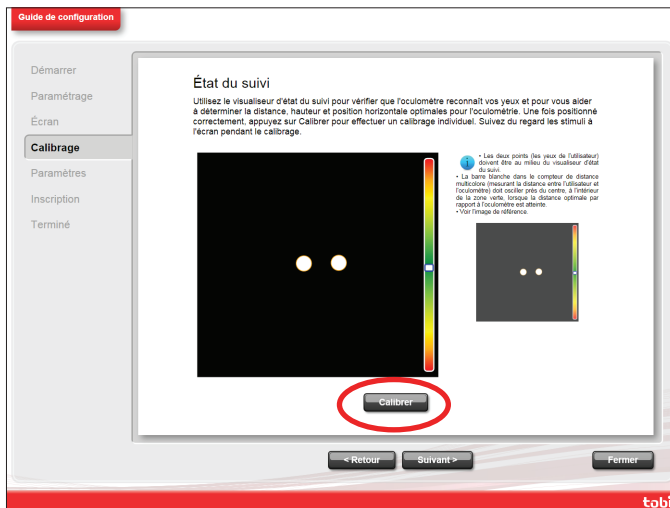 Guide de configuration
Démarrer
Paramétrage
Écran
Calibrage
Paramètres
Inscription
Terminé
État du suivi
Utilisez le visualiseur d'état du suivi pour vérifier que l'oculomètre reconnaît vos yeux et pour vous aider
à déterminer la distance, hauteur et position horizontale optimales pour l'oculométrie. Une fois positionné
correctement, appuyez sur Calibrer pour effectuer un calibrage individuel. Suivez du regard les stimuli à
l'écran pendant le calibrage.
• Les deux points (les yeux de l'utilisateur)
doivent être au milieu du visualiseur d'état
du suivi.
• La barre blanche dans le compteur de distance
multicolore (mesurant la distance entre l'utilisateur et
l'oculomètre) doit osciller près du centre, à l'intérieur
de la zone verte, lorsque la distance optimale par
rapport à l'oculomètre est atteinte.
• Voir l'image de référence.
Calibrer
< Retour
Suivant >
Fermer
tobi